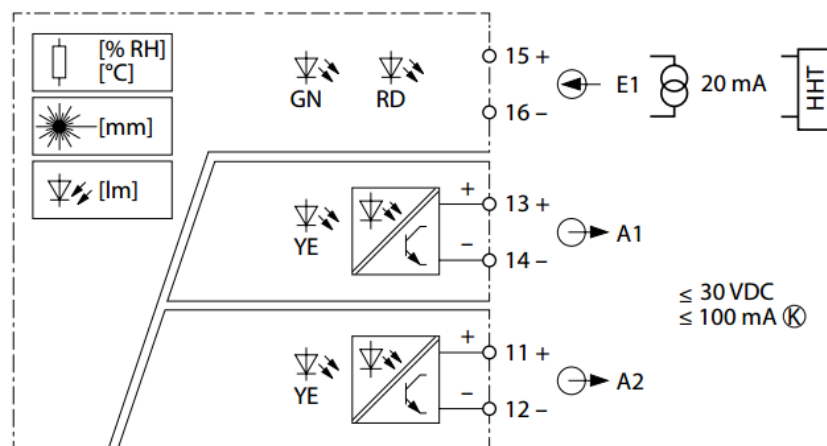 [% RH]
[°C]
[mm]
[lm]
GN
RD
15 +
16 –
E1
20 mA
HHT
YE
+
–
13 +
14 –
A1
≤ 30 VDC
≤ 100 mA Ⓚ
YE
+
–
11 +
12 –
A2